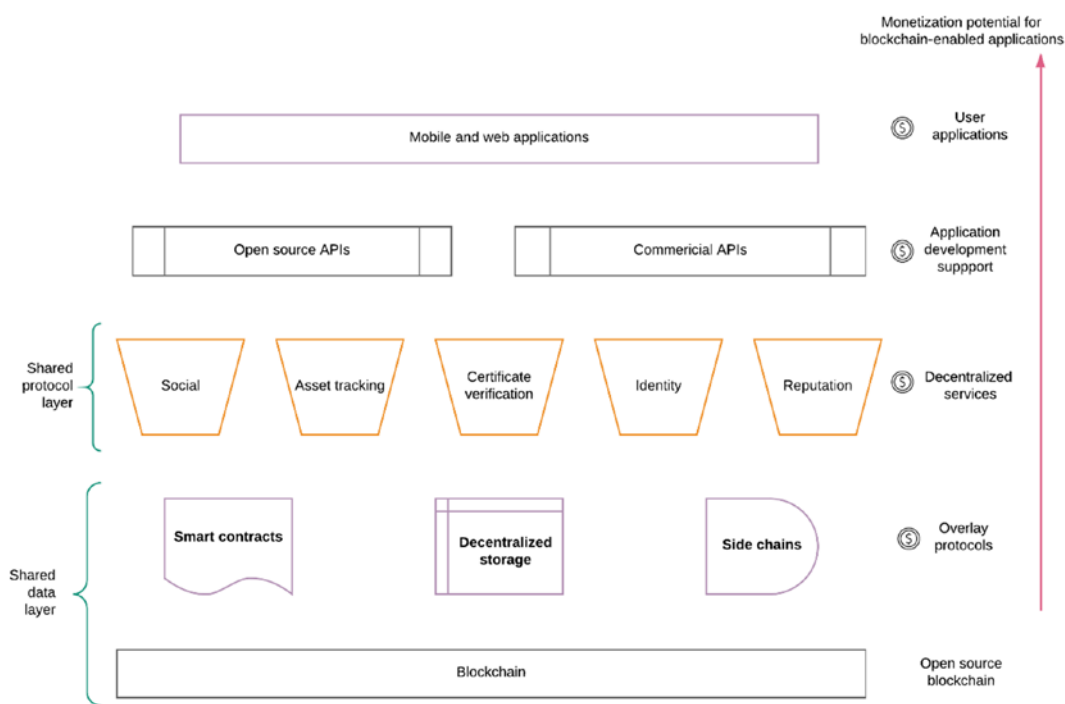 Monetization potential for
blockchain-enabled applications
Mobile and web applications
User
applications
Open source APIs
Commericial APIs
Application
development
suppport
Shared
protocol
layer
Social
Asset tracking
Certificate
verification
Identity
Reputation
Decentralized
services
Shared
data
layer
Smart contracts
Decentralized
storage
Side chains
Overlay
protocols
Blockchain
Open source
blockchain